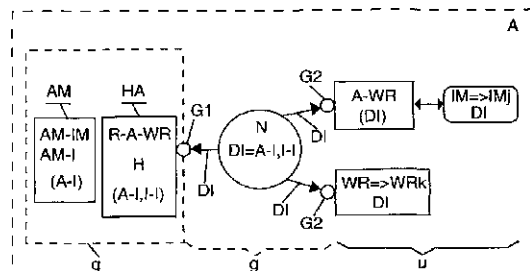 A
AM
HA
G1
G2
AM-IM
AM-I
(A-I)
R-A-WR
H
(A-I,I-I)
N
DI=A-I,I-I
DI
DI
DI
A-WR
(DI)
IM=>IMj
DI
WR=>WRk
DI
G2
g
g
u